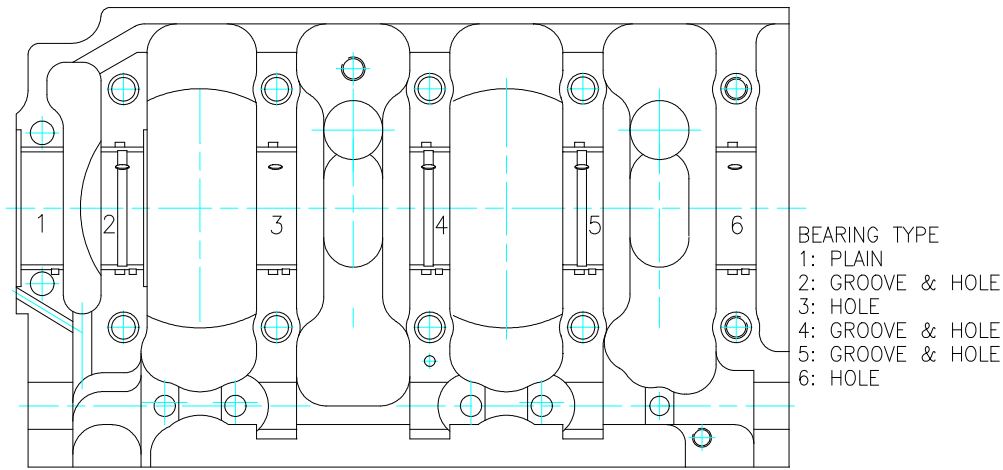 1
2
3
4
5
6
BEARING TYPE
1: PLAIN
2: GROOVE & HOLE
3: HOLE
4: GROOVE & HOLE
5: GROOVE & HOLE
6: HOLE